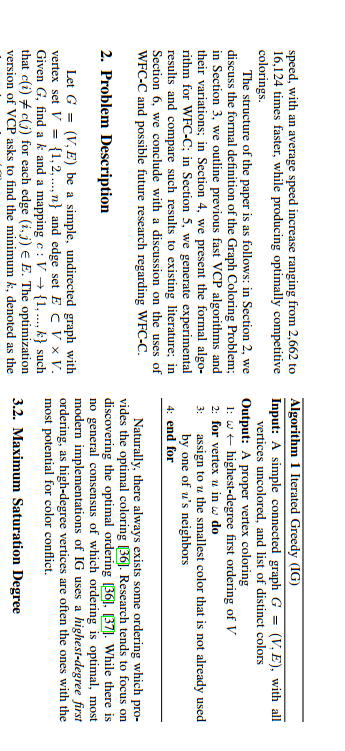 speed, with an average speed increase ranging from 2,662 to
16,124 times faster, while producing optimally competitive
colorings.
The structure of the paper is as follows: in Section 2, we
discuss the formal definition of the Graph Coloring Problem;
in Section 3, we outline previous fast VCP algorithms and
their variations; in Section 4, we present the formal algo-
rithm for WFC-C; in Section 5, we generate experimental
results and compare such results to existing literature; in
Section 6, we conclude with a discussion on the uses of
WFC-C and possible future research regarding WFC-C.
2. Problem Description
Let G = (V, E) be a simple, undirected graph with
vertex set V = {1, 2, ..., n} and edge set E ⊂ V × V.
Given G, find a k and a mapping c : V → {1, ..., k} such
that c(i) ≠ c(j) for each edge (i, j) ∈ E. The optimization
version of VCP asks to find the minimum k, denoted as the
Algorithm 1 Iterated Greedy (IG)
Input: A simple connected graph G = (V, E), with all
vertices uncolored, and list of distinct colors
Output: A proper vertex coloring
1: ω ← highest-degree first ordering of V
2: for vertex u in ω do
3: assign to u the smallest color that is not already used
by one of u's neighbors
4: end for
Naturally, there always exists some ordering which pro-
vides the optimal coloring [36]. Research tends to focus on
discovering the optimal ordering [36], [37]. While there is
no general consensus of which ordering is optimal, most
modern implementations of IG uses a highest-degree first
ordering, as high-degree vertices are often the ones with the
most potential for color conflict.
3.2. Maximum Saturation Degree